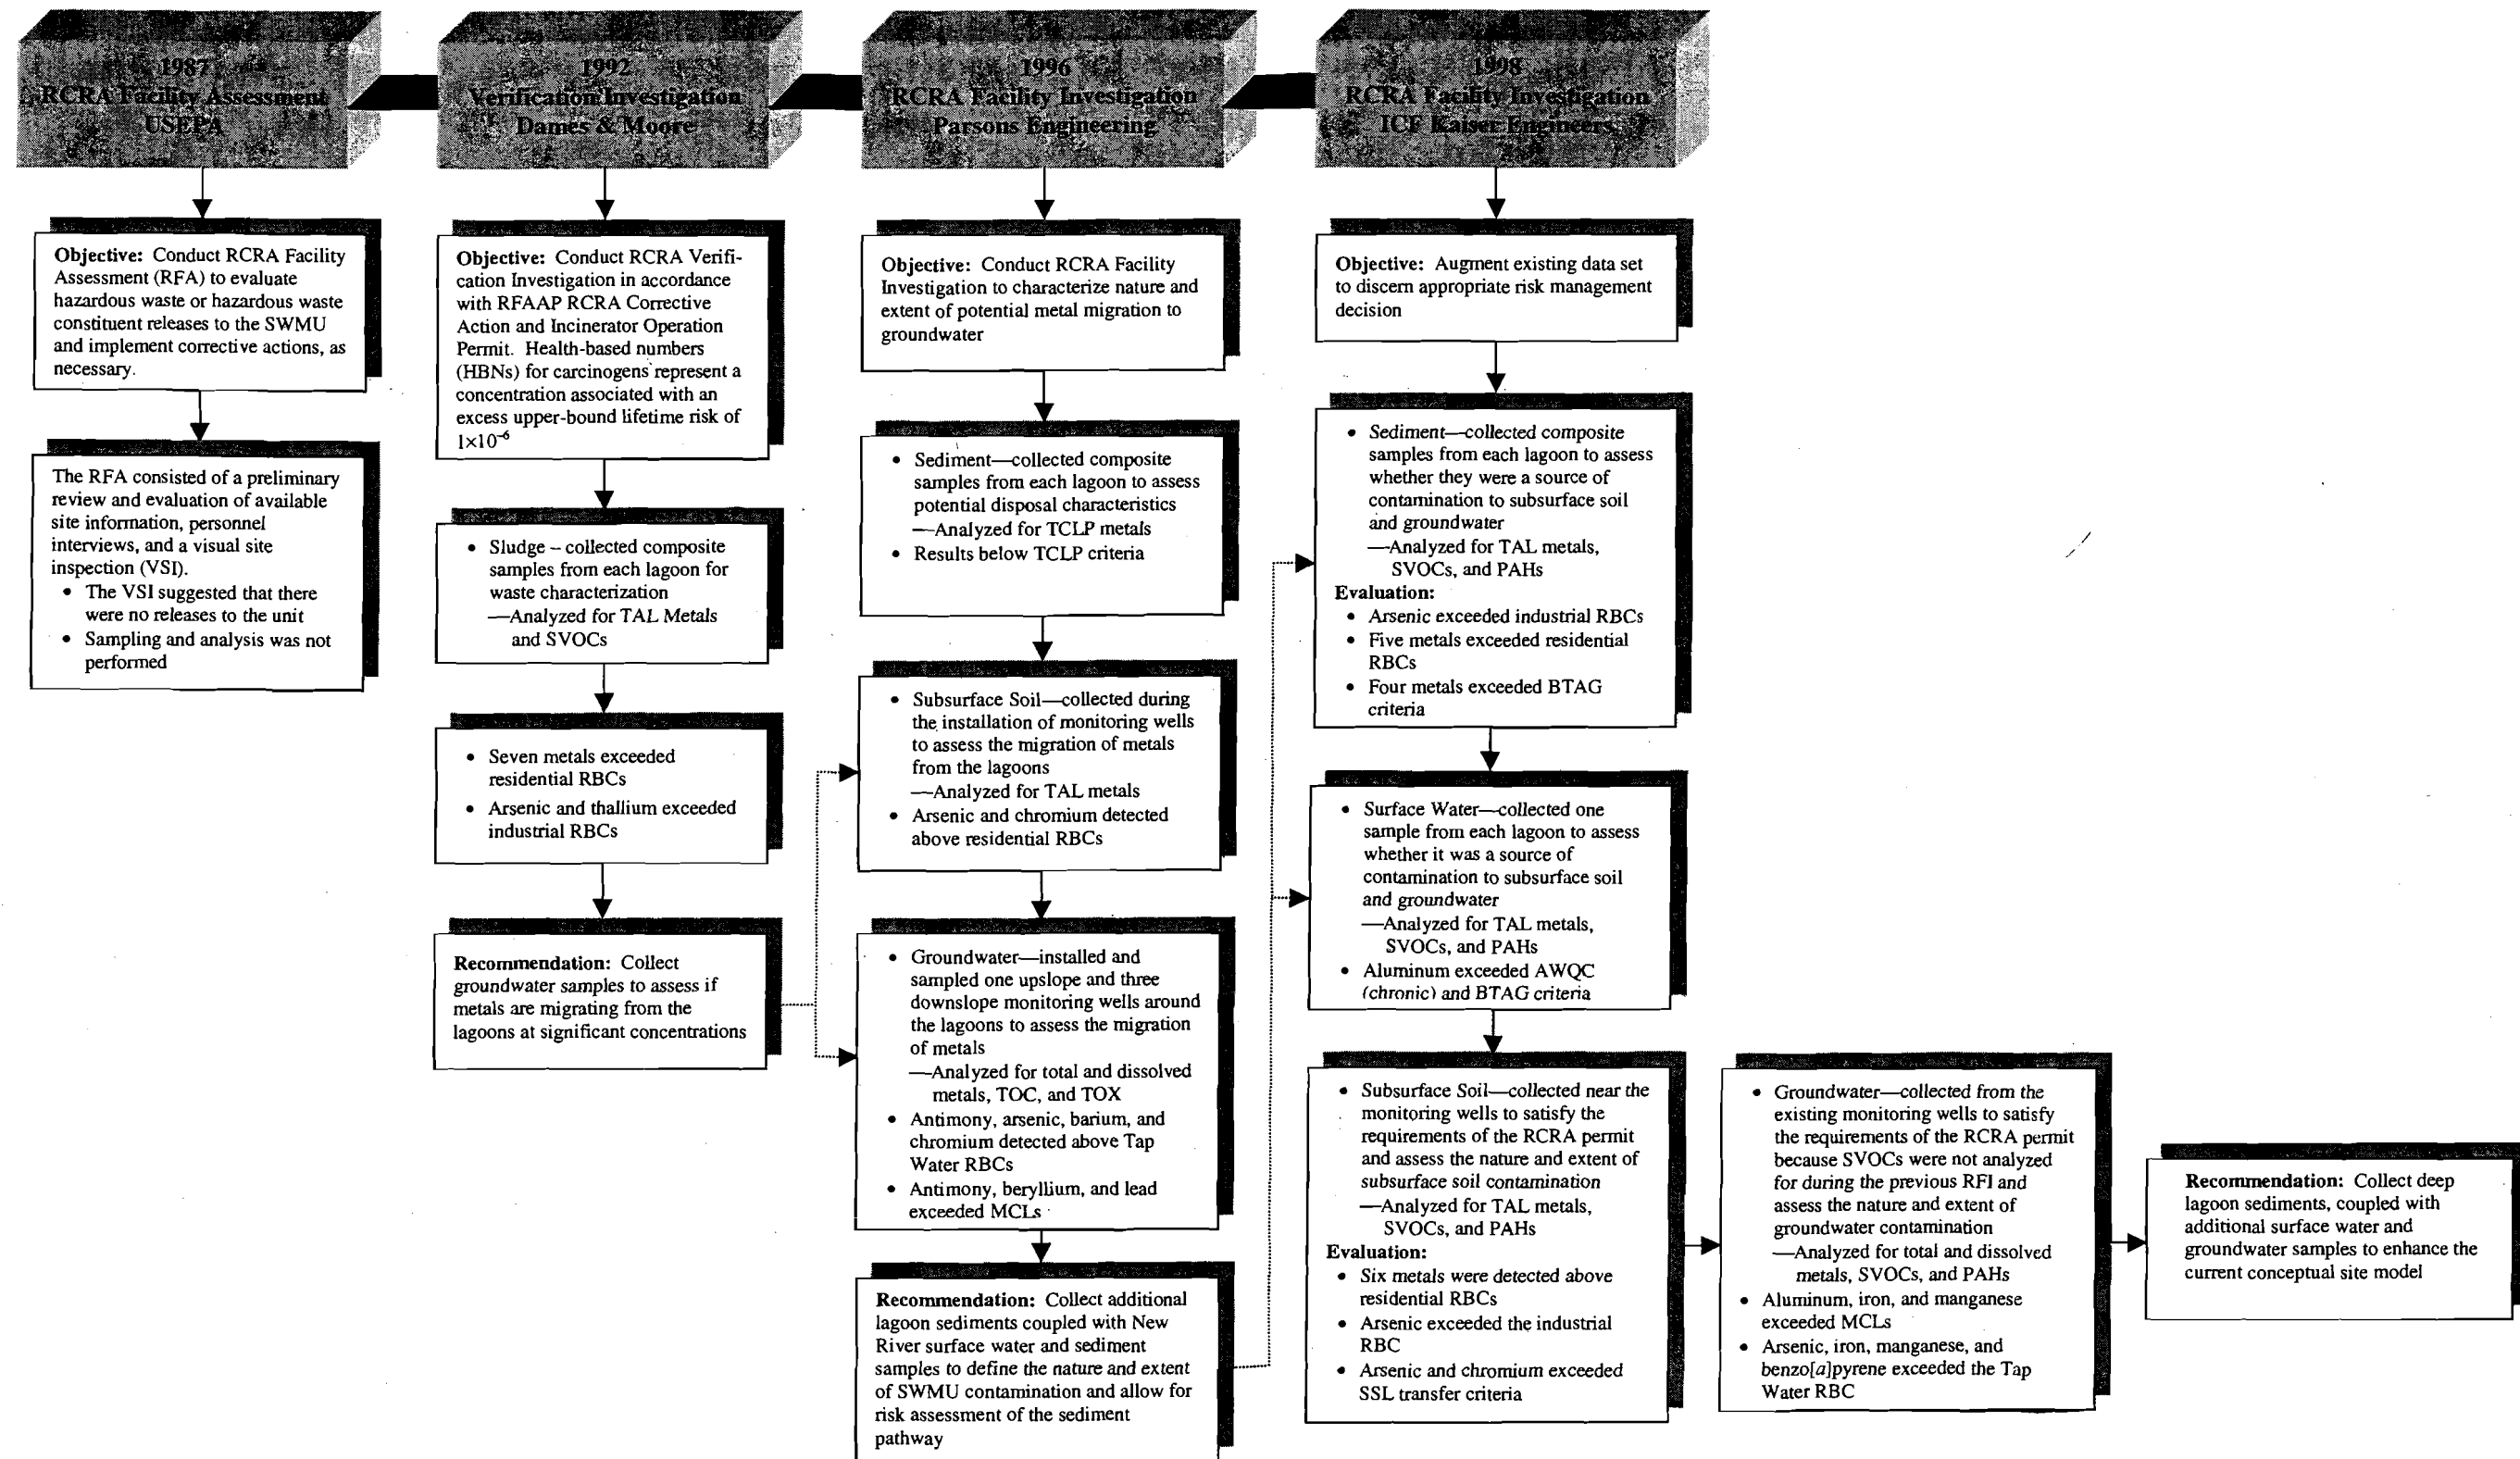 1987
RCRA Facility Assessment
USEPA
Objective: Conduct RCRA Facility
Assessment (RFA) to evaluate
hazardous waste or hazardous waste
constituent releases to the SWMU
and implement corrective actions, as
necessary.
The RFA consisted of a preliminary
review and evaluation of available
site information, personnel
interviews, and a visual site
inspection (VSI).
• The VSI suggested that there
were no releases to the unit
• Sampling and analysis was not
performed
1992
Verification Investigation
Dames & Moore
Objective: Conduct RCRA Verifi-
cation Investigation in accordance
with RFAAP RCRA Corrective
Action and Incinerator Operation
Permit. Health-based numbers
(HBNs) for carcinogens represent a
concentration associated with an
excess upper-bound lifetime risk of
1×10⁻⁶
• Sludge – collected composite
samples from each lagoon for
waste characterization
—Analyzed for TAL Metals
and SVOCs
• Seven metals exceeded
residential RBCs
• Arsenic and thallium exceeded
industrial RBCs
Recommendation: Collect
groundwater samples to assess if
metals are migrating from the
lagoons at significant concentrations
1996
RCRA Facility Investigation
Parsons Engineering
Objective: Conduct RCRA Facility
Investigation to characterize nature and
extent of potential metal migration to
groundwater
• Sediment—collected composite
samples from each lagoon to assess
potential disposal characteristics
—Analyzed for TCLP metals
• Results below TCLP criteria
• Subsurface Soil—collected during
the installation of monitoring wells
to assess the migration of metals
from the lagoons
—Analyzed for TAL metals
• Arsenic and chromium detected
above residential RBCs
• Groundwater—installed and
sampled one upslope and three
downslope monitoring wells around
the lagoons to assess the migration
of metals
—Analyzed for total and dissolved
metals, TOC, and TOX
• Antimony, arsenic, barium, and
chromium detected above Tap
Water RBCs
• Antimony, beryllium, and lead
exceeded MCLs
Recommendation: Collect additional
lagoon sediments coupled with New
River surface water and sediment
samples to define the nature and extent
of SWMU contamination and allow for
risk assessment of the sediment
pathway
1998
RCRA Facility Investigation
ICF Kaiser Engineers
Objective: Augment existing data set
to discern appropriate risk management
decision
• Sediment—collected composite
samples from each lagoon to assess
whether they were a source of
contamination to subsurface soil
and groundwater
—Analyzed for TAL metals,
SVOCs, and PAHs
Evaluation:
• Arsenic exceeded industrial RBCs
• Five metals exceeded residential
RBCs
• Four metals exceeded BTAG
criteria
• Surface Water—collected one
sample from each lagoon to assess
whether it was a source of
contamination to subsurface soil
and groundwater
—Analyzed for TAL metals,
SVOCs, and PAHs
• Aluminum exceeded AWQC
(chronic) and BTAG criteria
• Subsurface Soil—collected near the
monitoring wells to satisfy the
requirements of the RCRA permit
and assess the nature and extent of
subsurface soil contamination
—Analyzed for TAL metals,
SVOCs, and PAHs
Evaluation:
• Six metals were detected above
residential RBCs
• Arsenic exceeded the industrial
RBC
• Arsenic and chromium exceeded
SSL transfer criteria
• Groundwater—collected from the
existing monitoring wells to satisfy
the requirements of the RCRA permit
because SVOCs were not analyzed
for during the previous RFI and
assess the nature and extent of
groundwater contamination
—Analyzed for total and dissolved
metals, SVOCs, and PAHs
• Aluminum, iron, and manganese
exceeded MCLs
• Arsenic, iron, manganese, and
benzo[a]pyrene exceeded the Tap
Water RBC
Recommendation: Collect deep
lagoon sediments, coupled with
additional surface water and
groundwater samples to enhance the
current conceptual site model